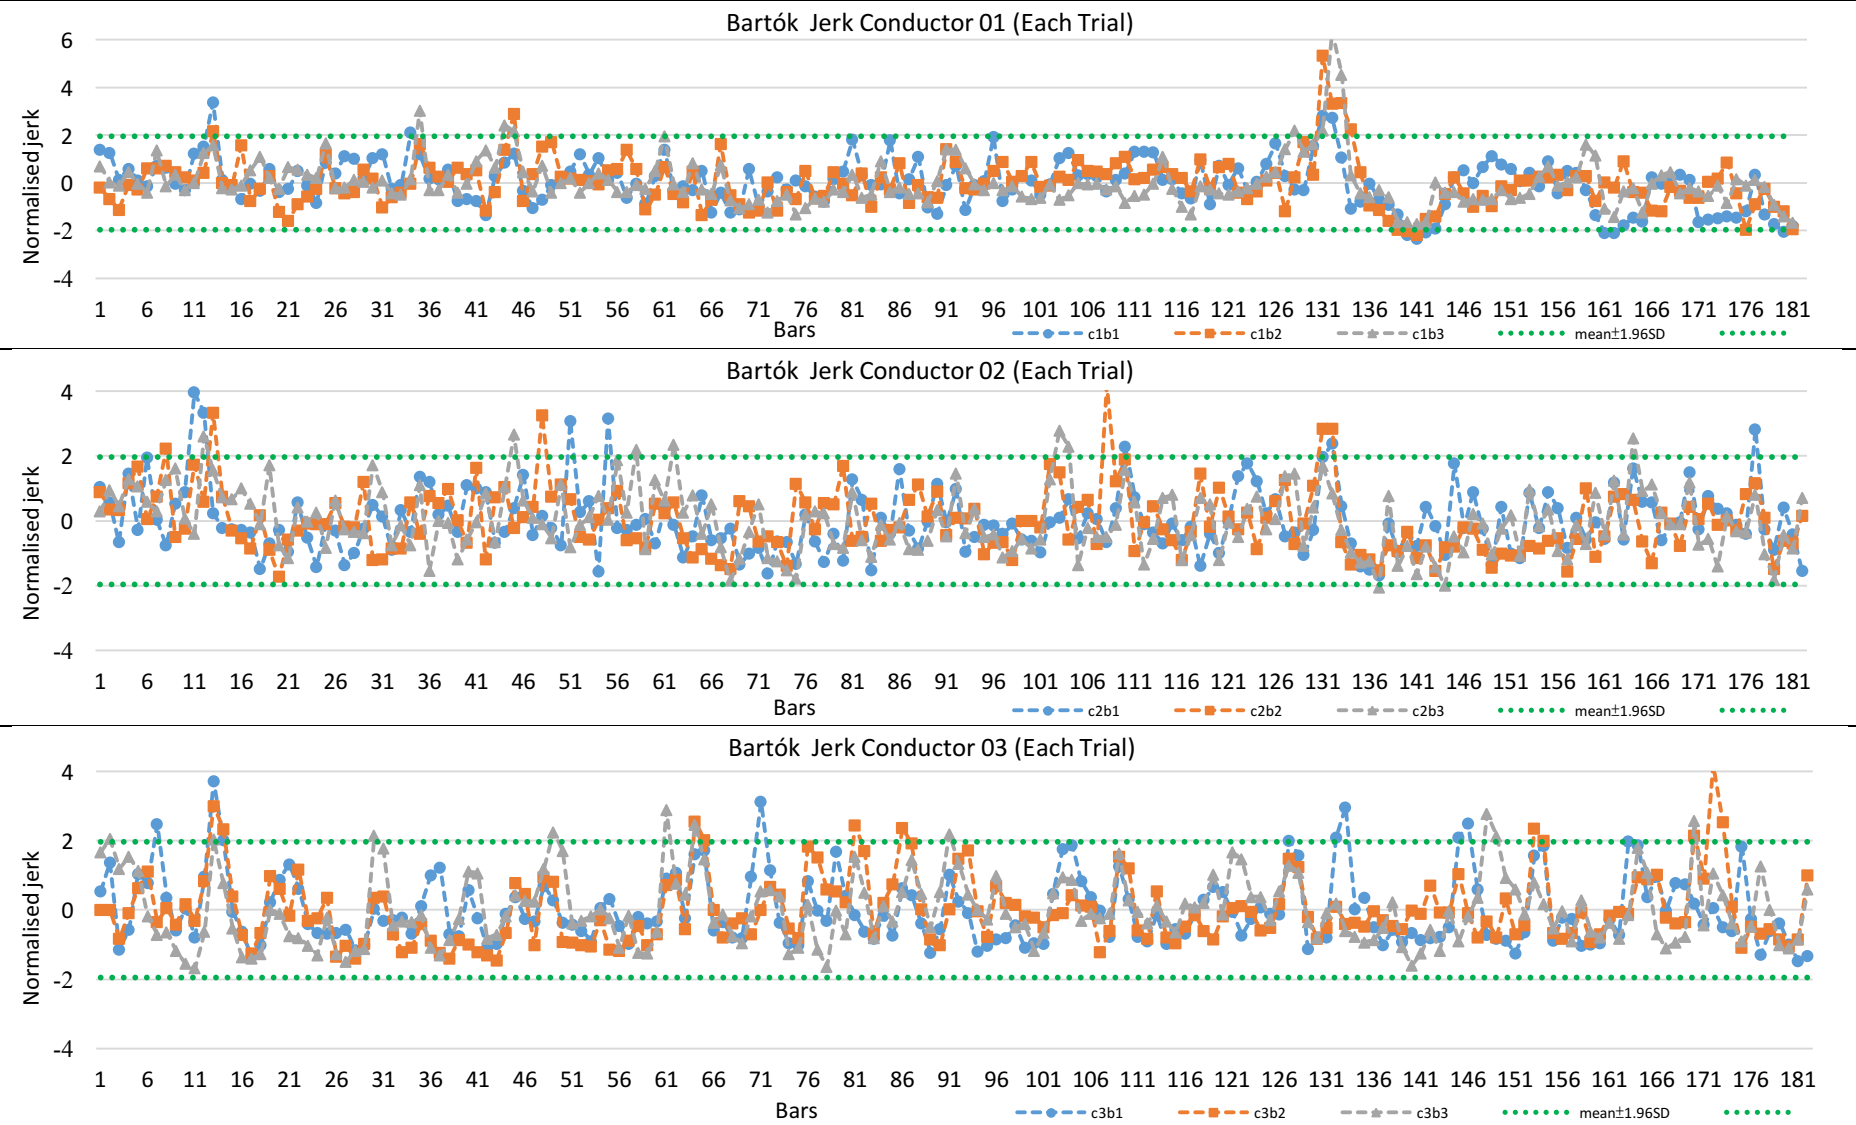 Bartók  Jerk Conductor 01 (Each Trial)
6
4
2
0
-2
-4
Normalised jerk
1 6 11 16 21 26 31 36 41 46 51 56 61 66 71 76 81 86 91 96 101 106 111 116 121 126 131 136 141 146 151 156 161 166 171 176 181
Bars
c1b1 c1b2 c1b3 mean±1.96SD
Bartók  Jerk Conductor 02 (Each Trial)
4
2
0
-2
-4
Normalised jerk
1 6 11 16 21 26 31 36 41 46 51 56 61 66 71 76 81 86 91 96 101 106 111 116 121 126 131 136 141 146 151 156 161 166 171 176 181
Bars
c2b1 c2b2 c2b3 mean±1.96SD
Bartók  Jerk Conductor 03 (Each Trial)
4
2
0
-2
-4
Normalised jerk
1 6 11 16 21 26 31 36 41 46 51 56 61 66 71 76 81 86 91 96 101 106 111 116 121 126 131 136 141 146 151 156 161 166 171 176 181
Bars
c3b1 c3b2 c3b3 mean±1.96SD